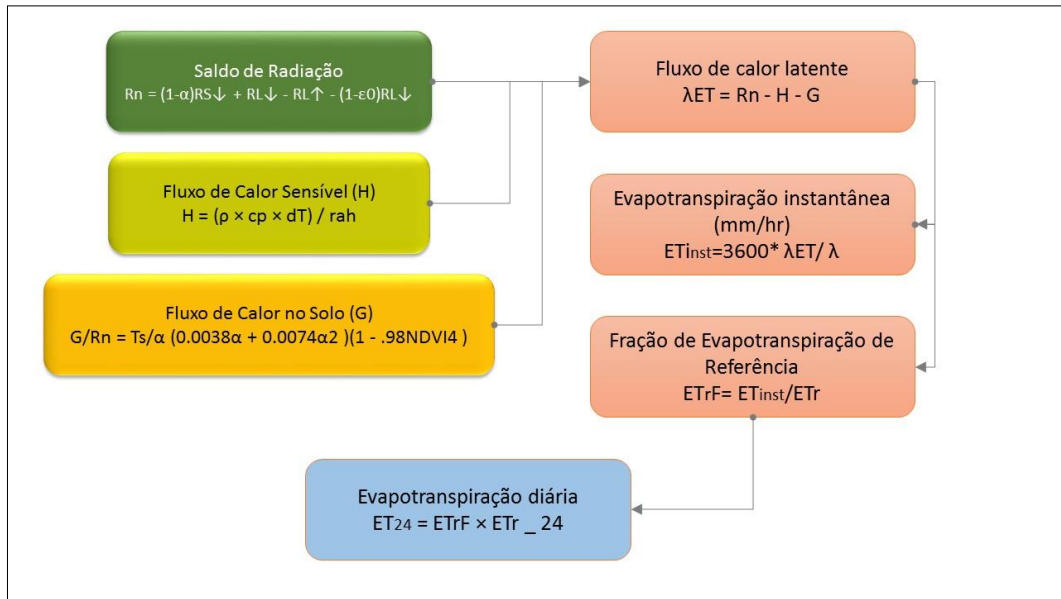 Saldo de Radiação
Rn = (1-α)RS↓ + RL↓ - RL↑ - (1-ε0)RL↓
Fluxo de Calor Sensível (H)
H = (ρ × cp × dT) / rah
Fluxo de Calor no Solo (G)
G/Rn = Ts/α (0.0038α + 0.0074α2 )(1 - .98NDVI4 )
Fluxo de calor latente
λET = Rn - H - G
Evapotranspiração instantânea
(mm/hr)
ETinst=3600* λET/ λ
Fração de Evapotranspiração de
Referência
ETrF= ETinst/ETr
Evapotranspiração diária
ET24 = ETrF × ETr _ 24